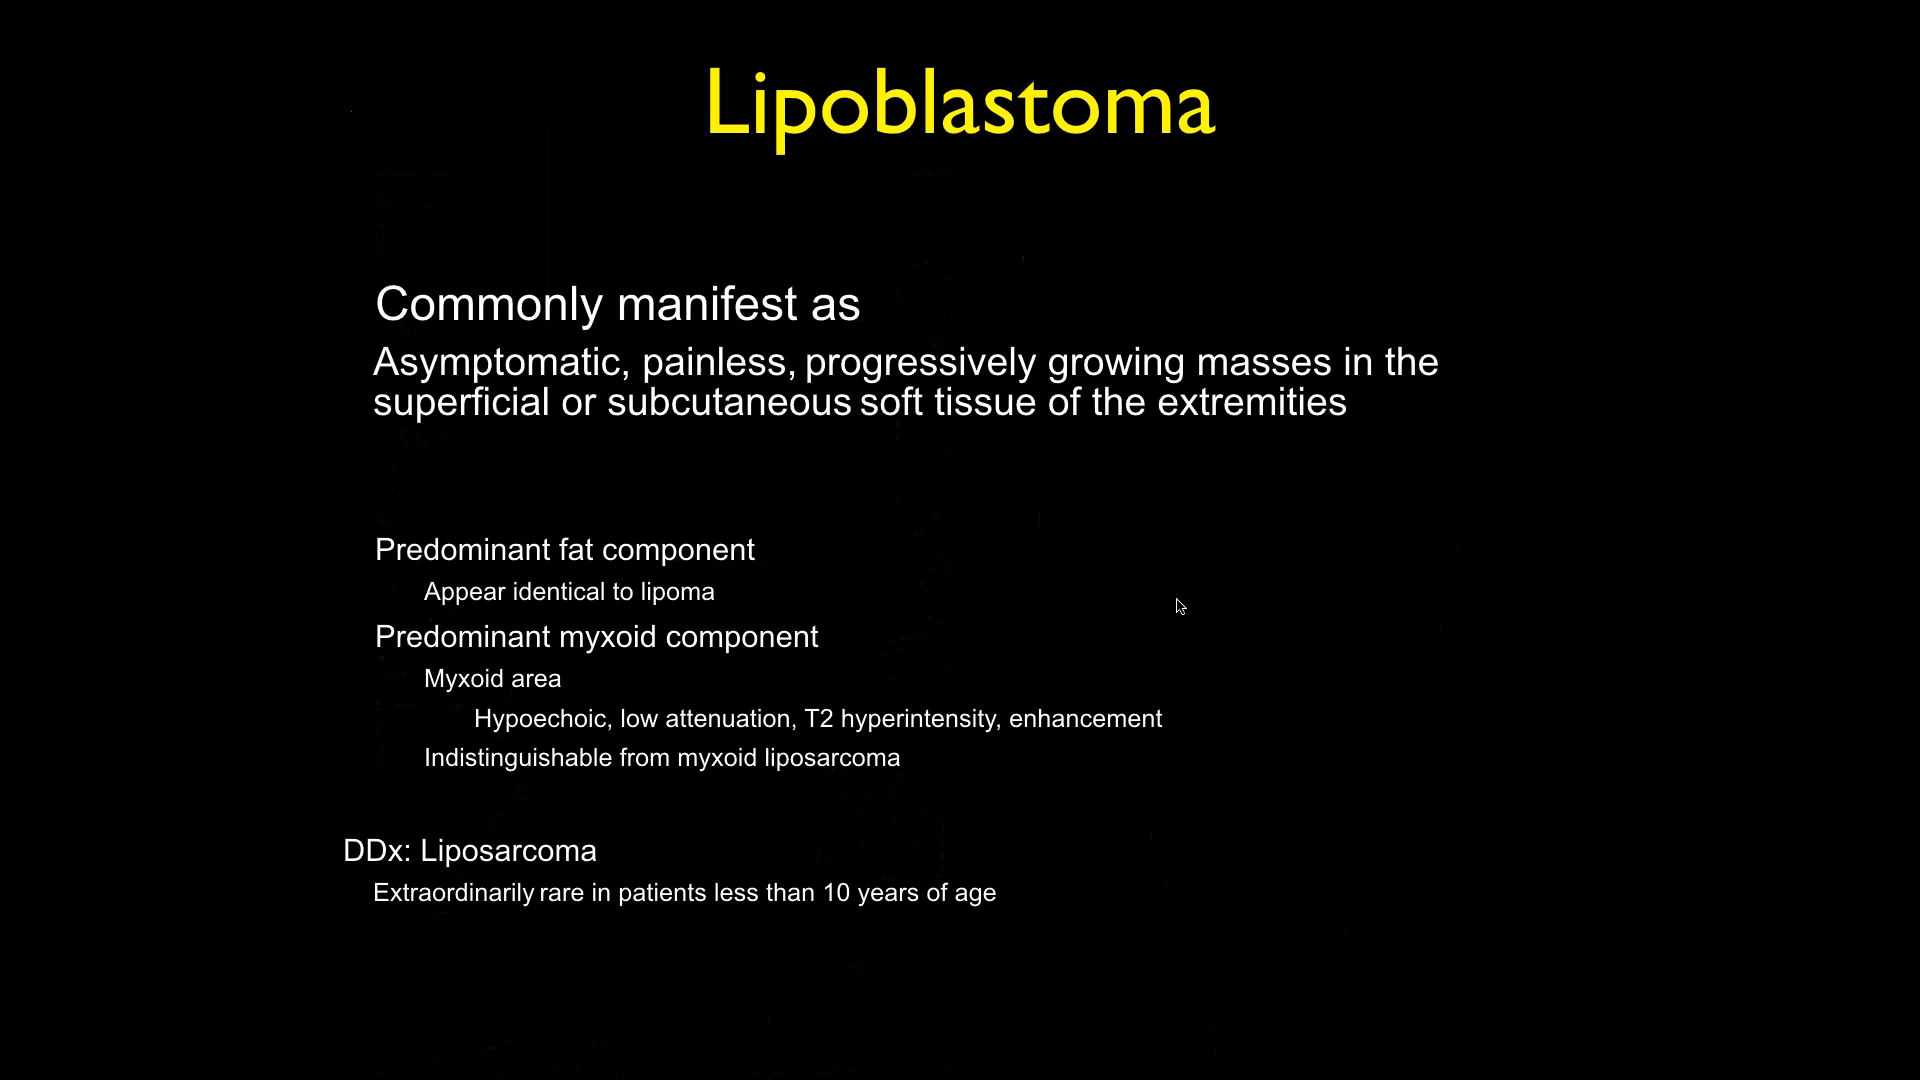 Lipoblastoma
Commonly manifest as
Asymptomatic, painless, progressively growing masses in the
superficial or subcutaneous soft tissue of the extremities
Predominant fat component
Appear identical to lipoma
Predominant myxoid component
Myxoid area
Hypoechoic, low attenuation, T2 hyperintensity, enhancement
Indistinguishable from myxoid liposarcoma
DDx: Liposarcoma
Extraordinarily rare in patients less than 10 years of age